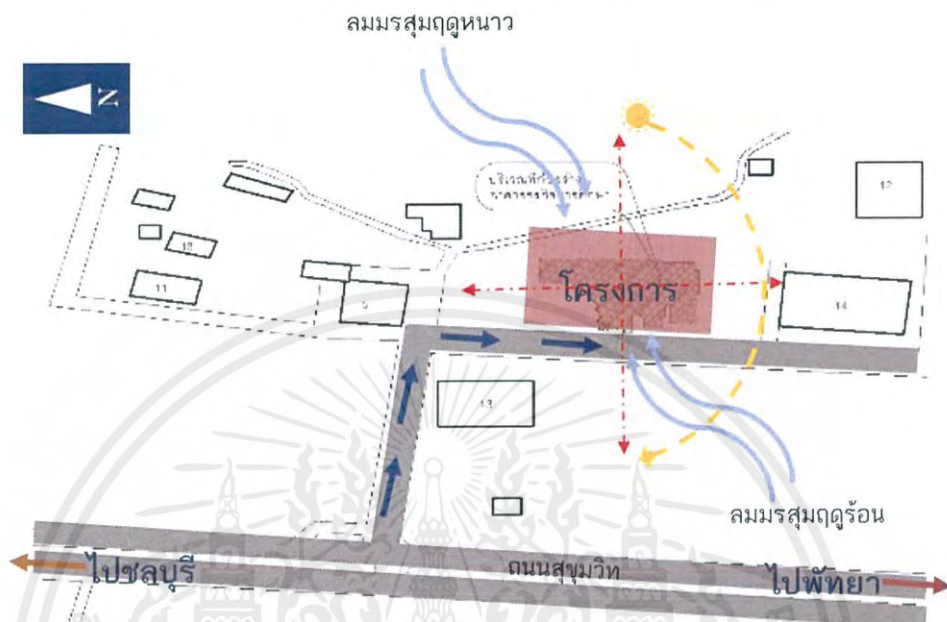 ลมมรสุมฤดูหนาว
N
12
10
11
5
โครงการ
14
13
ลมมรสุมฤดูร้อน
ไปชลบุรี
ถนนสุขุมวิท
ไปพัทยา